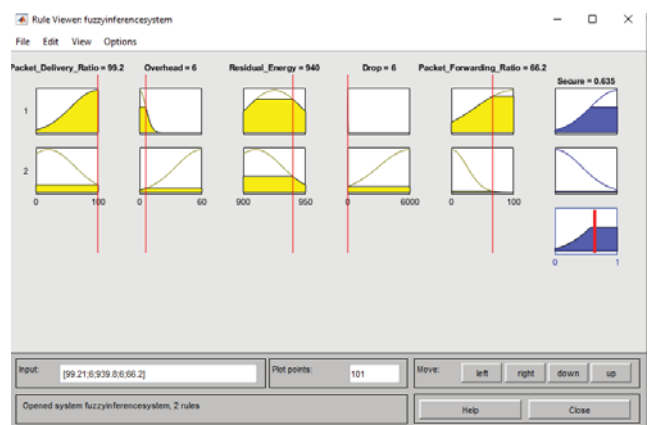 Rule Viewer: fuzzyinferencesystem
File Edit View Options
Packet_Delivery_Ratio = 99.2 Overhead = 6 Residual_Energy = 940 Drop = 6 Packet_Forwarding_Ratio = 66.2
Secure = 0.635
1
2
0 100 0 60 900 950 0 6000 0 100
0 1
Input: [99.21;6;939.8;6;66.2] Plot points: 101 Move: left right down up
Opened system fuzzyinferencesystem, 2 rules Help Close